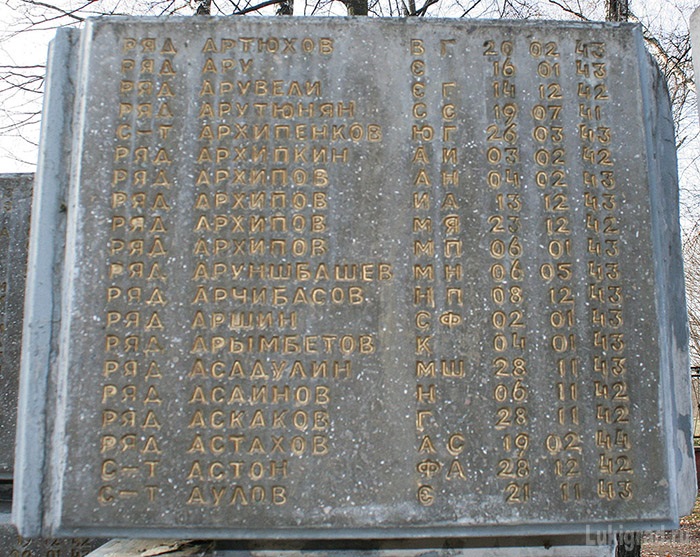 РЯД АРТЮХОВ В Г 20 02 43
РЯД АРУ Є 16 01 43
РЯД АРУВЕЛИ Є Г 14 12 42
РЯД АРУТЮНЯН С С 19 07 41
С-Т АРХИПЕНКОВ Ю Г 26 03 43
РЯД АРХИПКИН А И 03 02 42
РЯД АРХИПОВ А Н 04 02 43
РЯД АРХИПОВ И А 13 12 42
РЯД АРХИПОВ М Я 23 12 42
РЯД АРХИПОВ М П 06 01 43
РЯД АРУНШБАШЕВ М Н 06 05 43
РЯД АРЧИБАСОВ Н П 08 12 43
РЯД АРШИН С Ф 02 01 43
РЯД АРЫМБЕТОВ К 04 01 43
РЯД АСАДУЛИН М Ш 28 11 43
РЯД АСАИНОВ Н 06 11 42
РЯД АСКАКОВ Г 28 11 42
РЯД АСТАХОВ А С 19 02 44
С-Т АСТОН Ф А 28 12 42
С-Т АУЛОВ Є 21 11 43